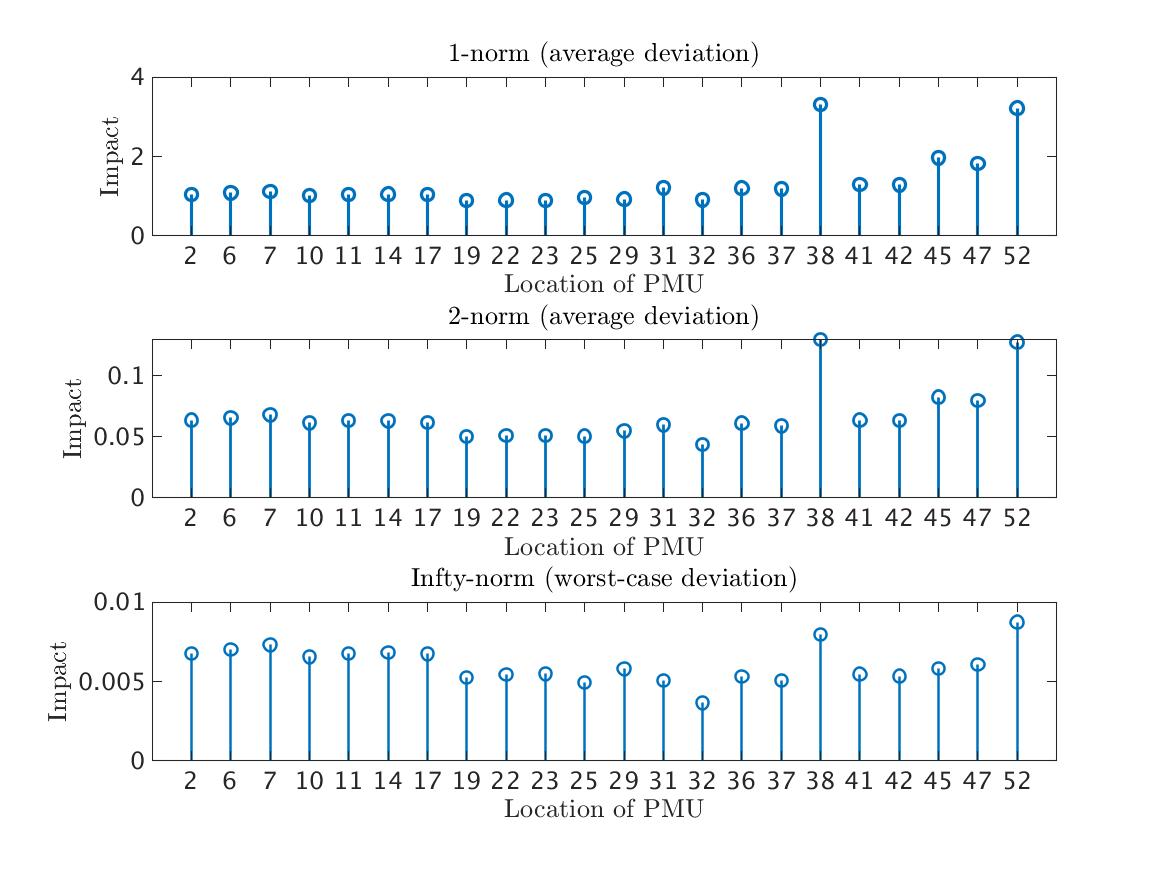 1-norm (average deviation)
4
2
0
Impact
2 6 7 10 11 14 17 19 22 23 25 29 31 32 36 37 38 41 42 45 47 52
Location of PMU
2-norm (average deviation)
0.1
0.05
0
Impact
2 6 7 10 11 14 17 19 22 23 25 29 31 32 36 37 38 41 42 45 47 52
Location of PMU
Infty-norm (worst-case deviation)
0.01
0.005
0
Impact
2 6 7 10 11 14 17 19 22 23 25 29 31 32 36 37 38 41 42 45 47 52
Location of PMU